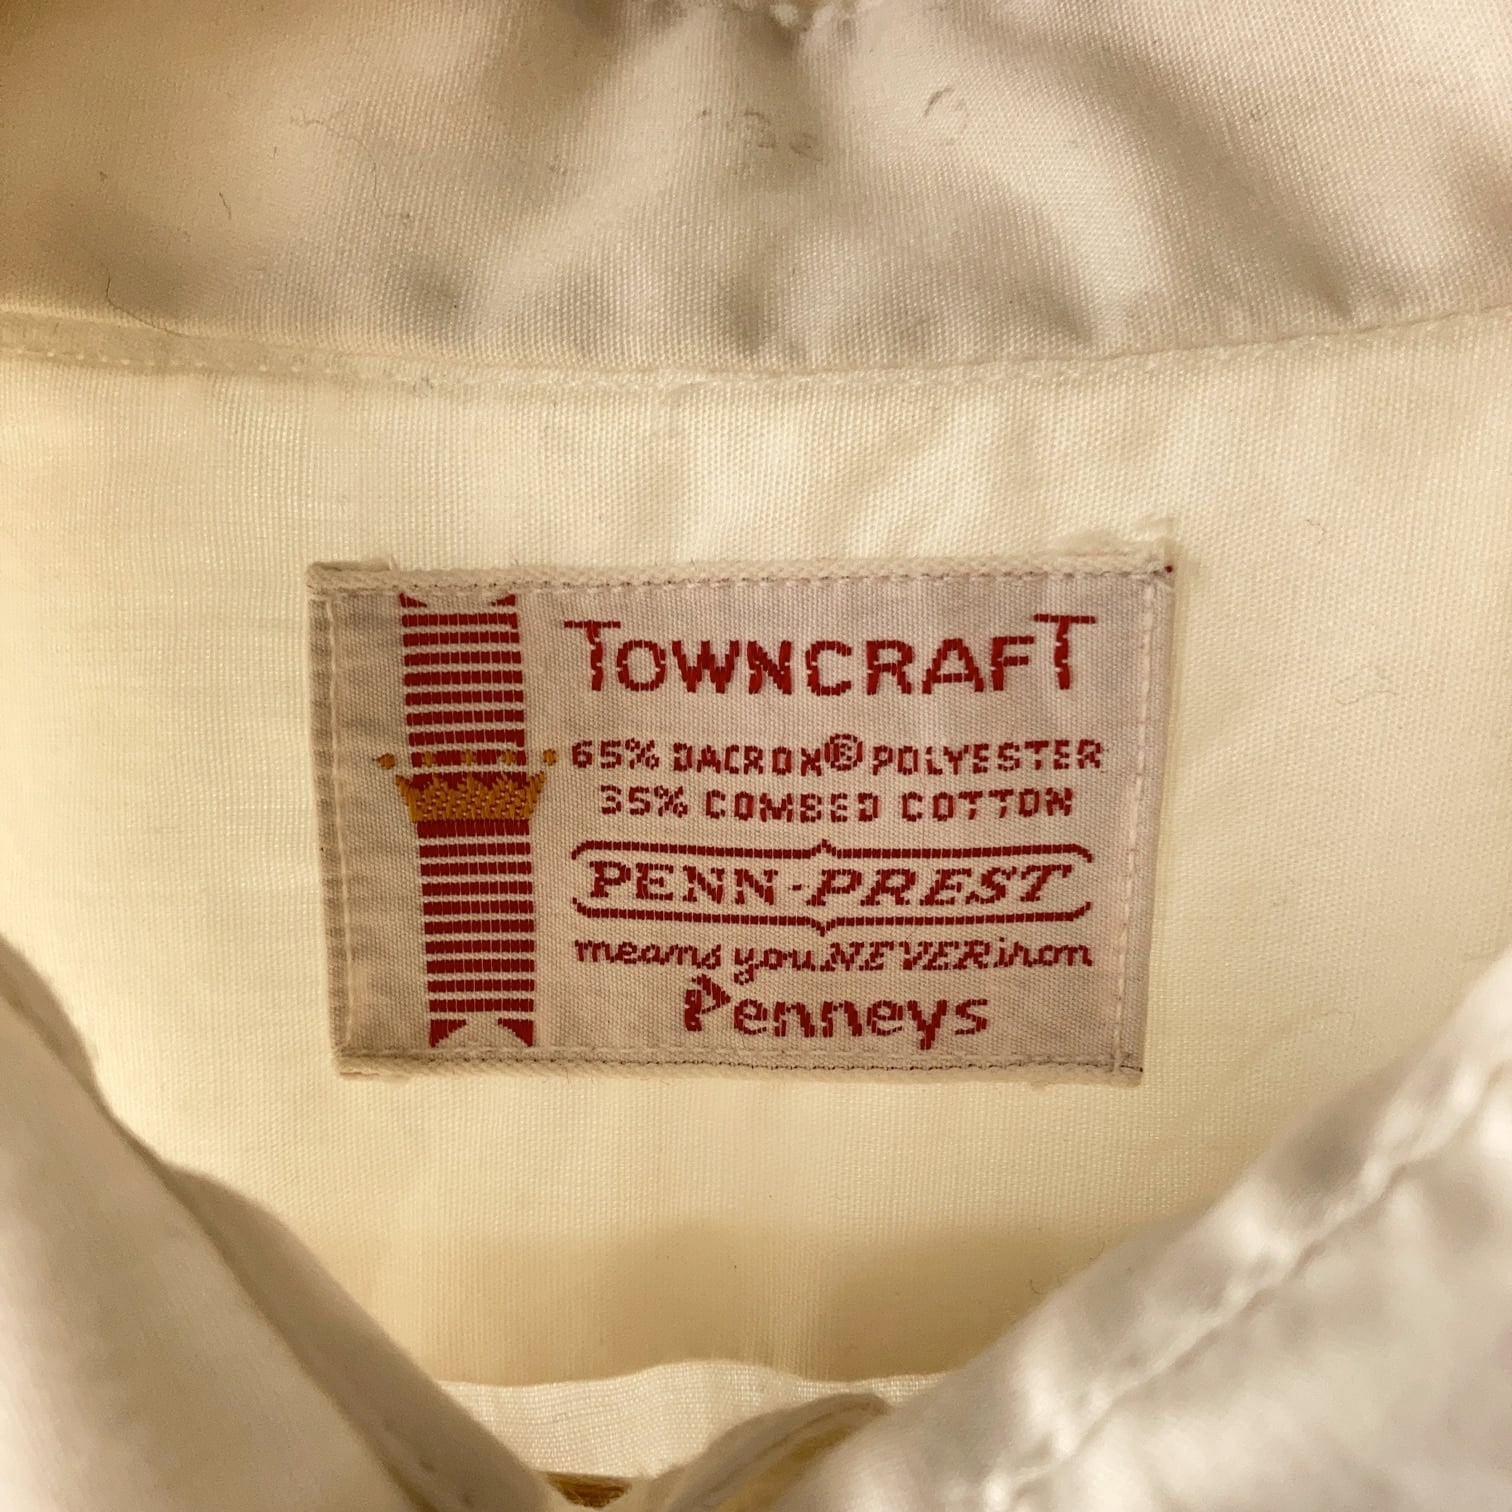 TOWNCRAFT
65% DACRON® POLYESTER
35% COMBED COTTON
PENN-PREST
means you NEVER iron
Penneys